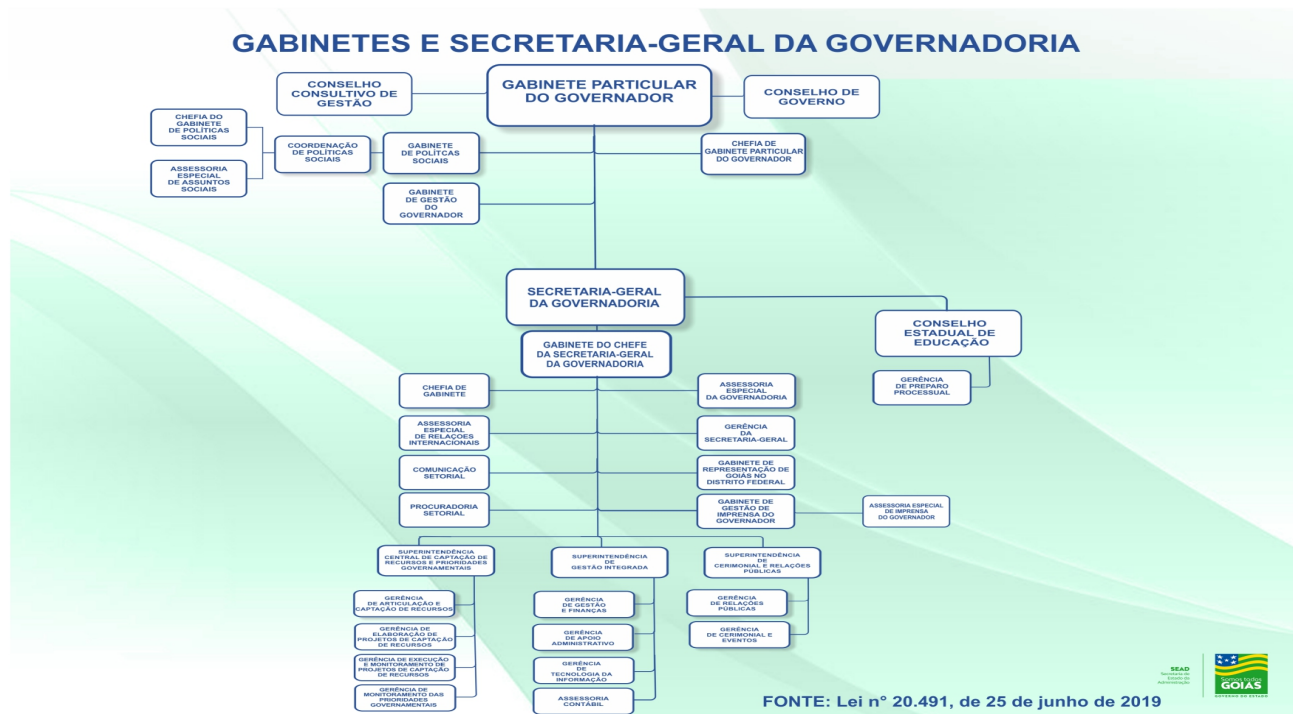 GABINETES E SECRETARIA-GERAL DA GOVERNADORIA
CONSELHO
CONSULTIVO DE
GESTÃO
GABINETE PARTICULAR
DO GOVERNADOR
CONSELHO DE
GOVERNO
CHEFIA DO
GABINETE
DE POLÍTICAS
SOCIAIS
ASSESSORIA
ESPECIAL
DE ASSUNTOS
SOCIAIS
COORDENAÇÃO
DE POLÍTICAS
SOCIAIS
GABINETE
DE POLÍTCAS
SOCIAIS
CHEFIA DE
GABINETE PARTICULAR
DO GOVERNADOR
GABINETE
DE GESTÃO
DO
GOVERNADOR
SECRETARIA-GERAL
DA GOVERNADORIA
CONSELHO
ESTADUAL DE
EDUCAÇÃO
GERÊNCIA
DE PREPARO
PROCESSUAL
GABINETE DO CHEFE
DA SECRETARIA-GERAL
DA GOVERNADORIA
CHEFIA DE
GABINETE
ASSESSORIA
ESPECIAL
DA GOVERNADORIA
ASSESSORIA
ESPECIAL
DE RELAÇOES
INTERNACIONAIS
GERÊNCIA
DA
SECRETARIA-GERAL
COMUNICAÇÃO
SETORIAL
GABINETE DE
REPRESENTAÇÃO DE
GOIÁS NO
DISTRITO FEDERAL
PROCURADORIA
SETORIAL
GABINETE DE
GESTÃO DE
IMPRENSA DO
GOVERNADOR
ASSESSORIA ESPECIAL
DE IMPRENSA
DO GOVERNADOR
SUPERINTENDÊNCIA
CENTRAL DE CAPTAÇÃO DE
RECURSOS E PRIORIDADES
GOVERNAMENTAIS
GERÊNCIA
DE ARTICULAÇÃO E
CAPTAÇÃO DE RECURSOS
GERÊNCIA DE
ELABORAÇÃO DE
PROJETOS DE CAPTAÇÃO
DE RECURSOS
GERÊNCIA DE EXECUÇÃO
E MONITORAMENTO DE
PROJETOS DE CAPTAÇÃO
DE RECURSOS
GERÊNCIA DE
MONITORAMENTO DAS
PRIORIDADES
GOVERNAMENTAIS
SUPERINTENDÊNCIA
DE
GESTÃO INTEGRADA
GERÊNCIA
DE GESTÃO
E FINANÇAS
GERÊNCIA
DE APOIO
ADMINISTRATIVO
GERÊNCIA
DE
TECNOLOGIA DA
INFORMAÇÃO
ASSESSORIA
CONTÁBIL
SUPERINTENDÊNCIA
DE
CERIMONIAL E RELAÇÕES
PÚBLICAS
GERÊNCIA
DE RELAÇÕES
PÚBLICAS
GERÊNCIA
DE CERIMONIAL E
EVENTOS
SEAD
Secretaria de
Estado da
Administração
Somos todos
GOIÁS
GOVERNO DO ESTADO
FONTE: Lei n° 20.491, de 25 de junho de 2019